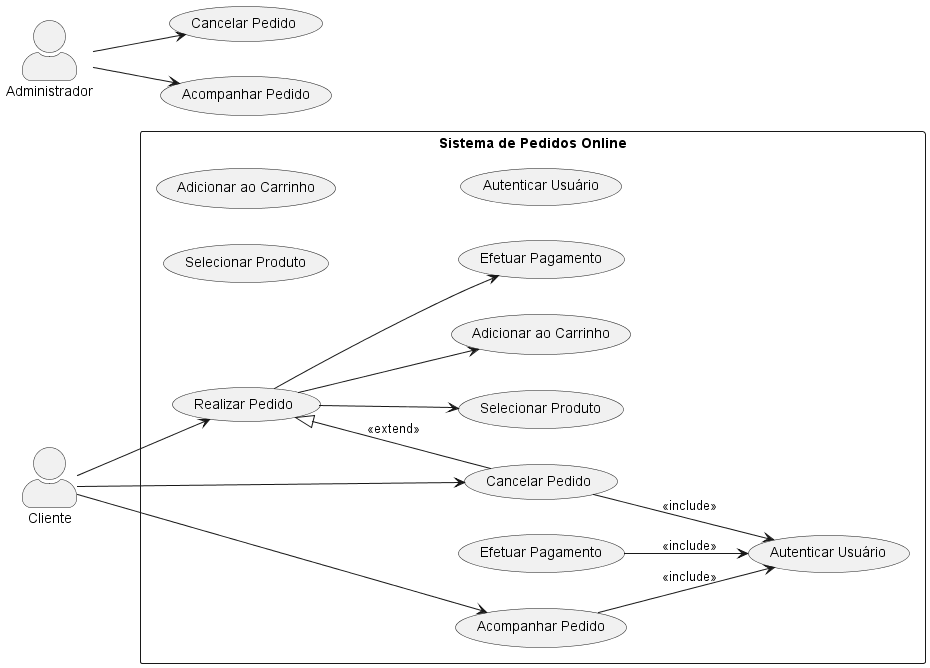 Cancelar Pedido
Administrador
Acompanhar Pedido
Sistema de Pedidos Online
Adicionar ao Carrinho
Autenticar Usuário
Selecionar Produto
Efetuar Pagamento
Adicionar ao Carrinho
Realizar Pedido
Selecionar Produto
«extend»
Cancelar Pedido
«include»
Cliente
Efetuar Pagamento
«include»
Autenticar Usuário
«include»
Acompanhar Pedido